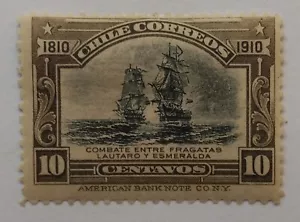 CHILE CORREOS
1810 1910
COMBATE ENTRE FRAGATAS
LAUTARO Y ESMERALDA
10 CENTAVOS 10
AMERICAN BANK NOTE CO. N.Y.